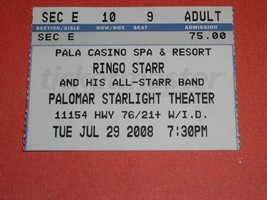 SEC E 10 9 ADULT
SECTION/AISLE ROW/BOX SEAT ADMISSION
SEC E 75.00
PALA CASINO SPA & RESORT
RINGO STARR
AND HIS ALL-STARR BAND
PALOMAR STARLIGHT THEATER
11154 HWY 76/21+ W/I.D.
TUE JUL 29 2008 7:30PM